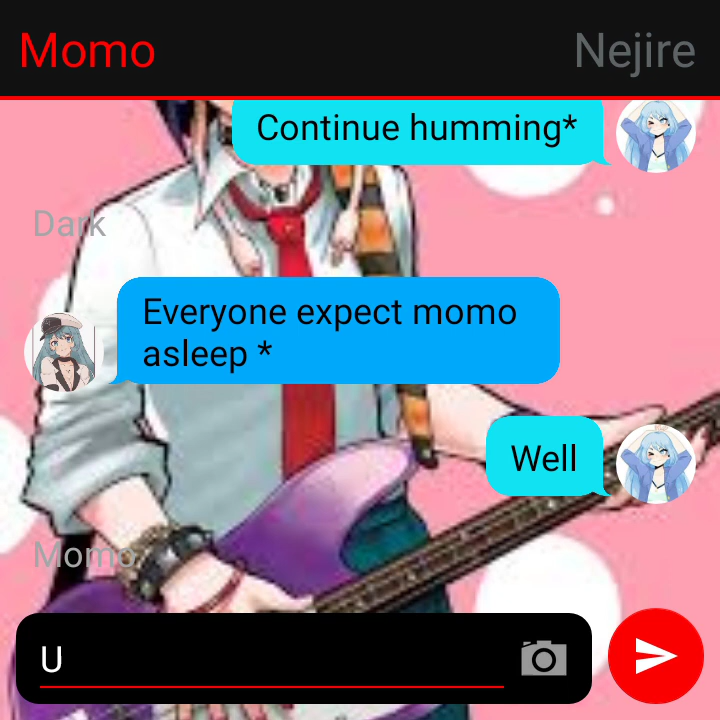 Momo
Nejire
Continue humming*
Dark
Everyone expect momo
asleep *
Well
Momo
U